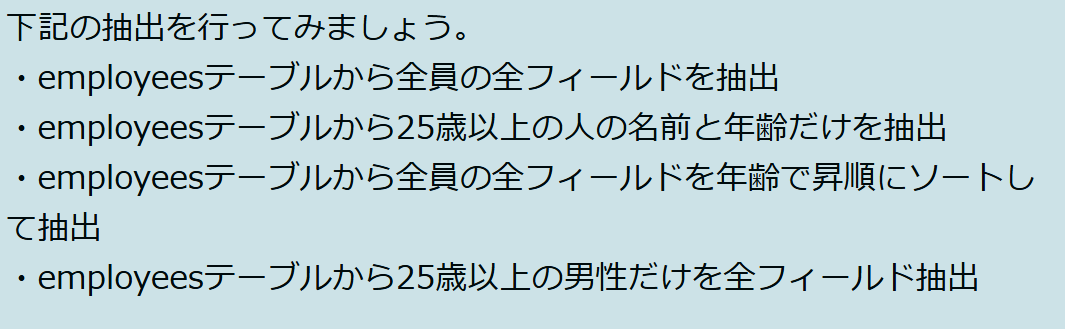 下記の抽出を行ってみましょう。
・employeesテーブルから全員の全フィールドを抽出
・employeesテーブルから25歳以上の人の名前と年齢だけを抽出
・employeesテーブルから全員の全フィールドを年齢で昇順にソートし
て抽出
・employeesテーブルから25歳以上の男性だけを全フィールド抽出